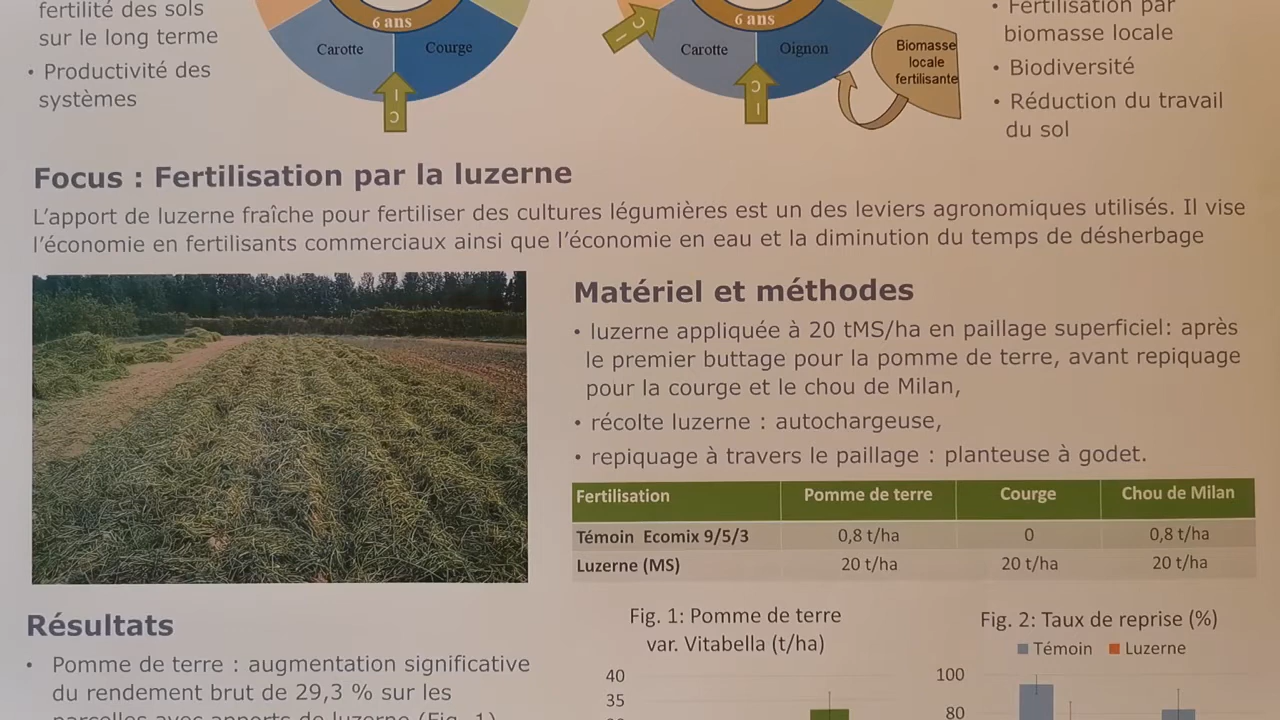 fertilité des sols
sur le long terme
• Productivité des
systèmes
6 ans
Carotte
Courge
I C
I C
6 ans
Carotte
Oignon
C I
Biomasse
locale
fertilisante
• Fertilisation par
biomasse locale
• Biodiversité
• Réduction du travail
du sol
Focus : Fertilisation par la luzerne
L’apport de luzerne fraîche pour fertiliser des cultures légumières est un des leviers agronomiques utilisés. Il vise
l’économie en fertilisants commerciaux ainsi que l’économie en eau et la diminution du temps de désherbage
Matériel et méthodes
• luzerne appliquée à 20 tMS/ha en paillage superficiel: après
le premier buttage pour la pomme de terre, avant repiquage
pour la courge et le chou de Milan,
• récolte luzerne : autochargeuse,
• repiquage à travers le paillage : planteuse à godet.
Fertilisation Pomme de terre Courge Chou de Milan
Témoin Ecomix 9/5/3 0,8 t/ha 0 0,8 t/ha
Luzerne (MS) 20 t/ha 20 t/ha 20 t/ha
Résultats
• Pomme de terre : augmentation significative
du rendement brut de 29,3 % sur les
parcelles avec apports de luzerne (Fig. 1)
Fig. 1: Pomme de terre
var. Vitabella (t/ha)
40
35
Fig. 2: Taux de reprise (%)
Témoin Luzerne
100
80